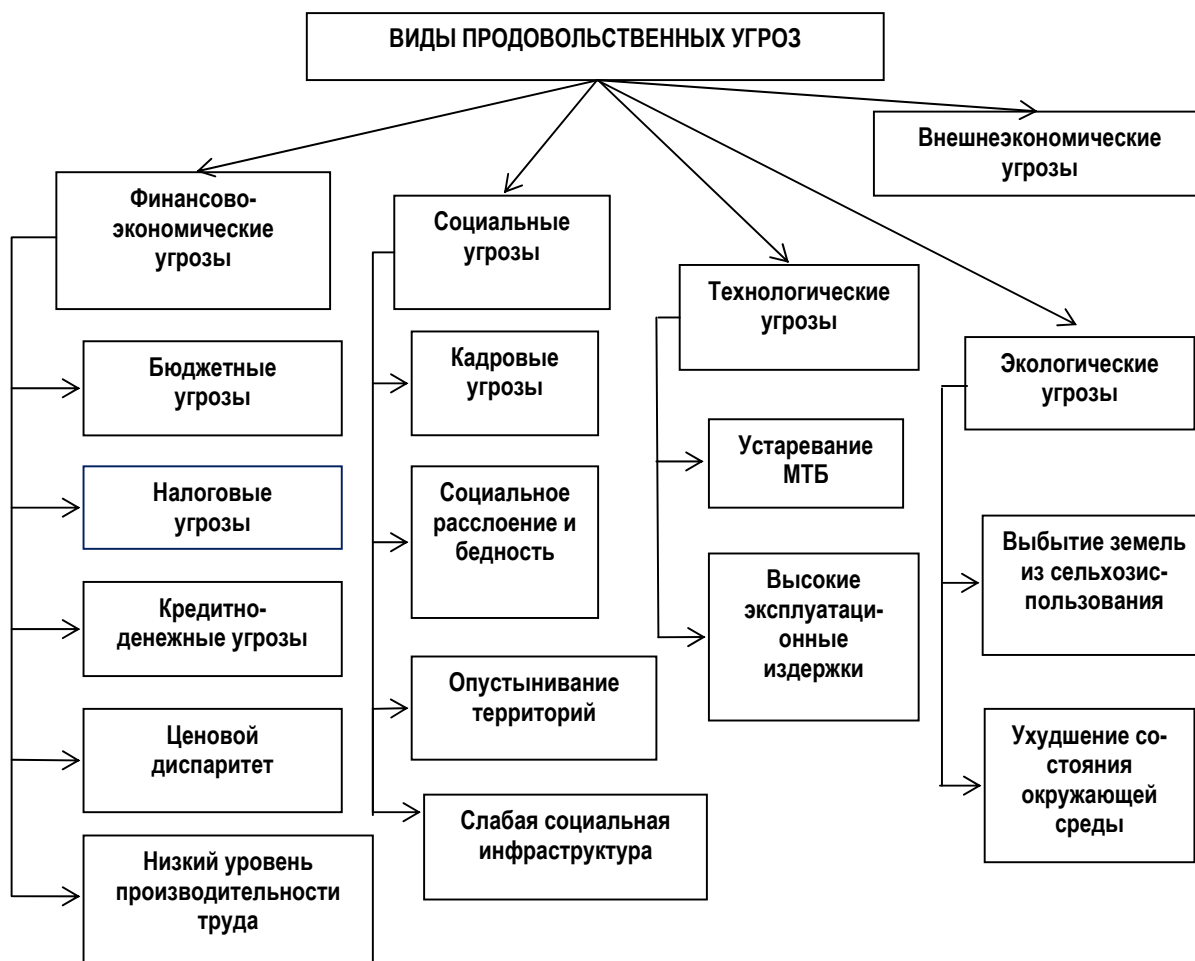 ВИДЫ ПРОДОВОЛЬСТВЕННЫХ УГРОЗ
Внешнеэкономические
угрозы
Финансово-
экономические
угрозы
Социальные
угрозы
Технологические
угрозы
Экологические
угрозы
Бюджетные
угрозы
Налоговые
угрозы
Кредитно-
денежные угрозы
Ценовой
диспаритет
Низкий уровень
производительности
труда
Кадровые
угрозы
Социальное
расслоение и
бедность
Опустынивание
территорий
Слабая социальная
инфраструктура
Устаревание
МТБ
Высокие
эксплуатаци-
онные
издержки
Выбытие земель
из сельхозис-
пользования
Ухудшение со-
стояния
окружающей
среды